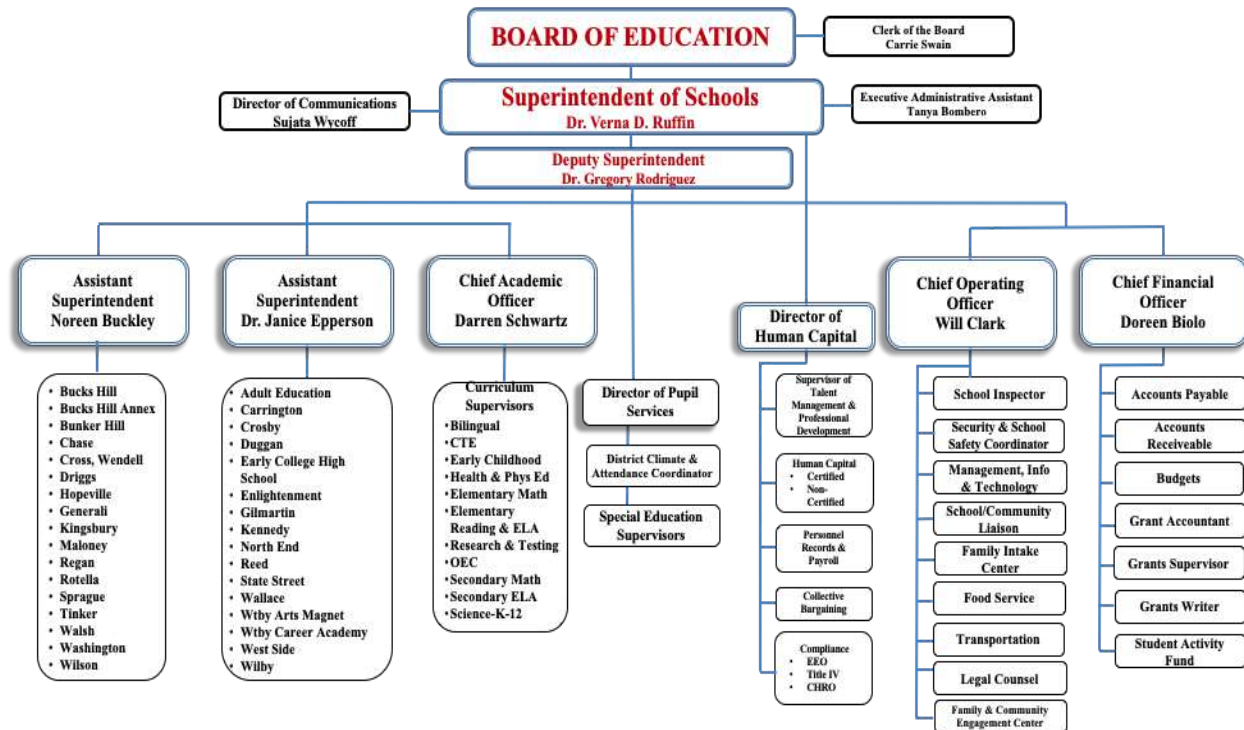 BOARD OF EDUCATION
Clerk of the Board
Carrie Swain
Superintendent of Schools
Dr. Verna D. Ruffin
Director of Communications
Sujata Wycoff
Executive Administrative Assistant
Tanya Bombero
Deputy Superintendent
Dr. Gregory Rodriguez
Assistant
Superintendent
Noreen Buckley
Assistant
Superintendent
Dr. Janice Epperson
Chief Academic
Officer
Darren Schwartz
Director of
Human Capital
Chief Operating
Officer
Will Clark
Chief Financial
Officer
Doreen Biolo
• Bucks Hill
• Bucks Hill Annex
• Bunker Hill
• Chase
• Cross, Wendell
• Driggs
• Hopeville
• Generali
• Kingsbury
• Maloney
• Regan
• Rotella
• Sprague
• Tinker
• Walsh
• Washington
• Wilson
• Adult Education
• Carrington
• Crosby
• Duggan
• Early College High
School
• Enlightenment
• Gilmartin
• Kennedy
• North End
• Reed
• State Street
• Wallace
• Wtby Arts Magnet
• Wtby Career Academy
• West Side
• Wilby
Curriculum
Supervisors
•Bilingual
•CTE
•Early Childhood
•Health & Phys Ed
•Elementary Math
•Elementary
Reading & ELA
•Research & Testing
•OEC
•Secondary Math
•Secondary ELA
•Science-K-12
Director of Pupil
Services
District Climate &
Attendance Coordinator
Special Education
Supervisors
Supervisor of
Talent
Management &
Professional
Development
Human Capital
• Certified
• Non-
Certified
Personnel
Records &
Payroll
Collective
Bargaining
Compliance
• EEO
• Title IV
• CHRO
School Inspector
Security & School
Safety Coordinator
Management, Info
& Technology
School/Community
Liaison
Family Intake
Center
Food Service
Transportation
Legal Counsel
Family & Community
Engagement Center
Accounts Payable
Accounts
Receiveable
Budgets
Grant Accountant
Grants Supervisor
Grants Writer
Student Activity
Fund